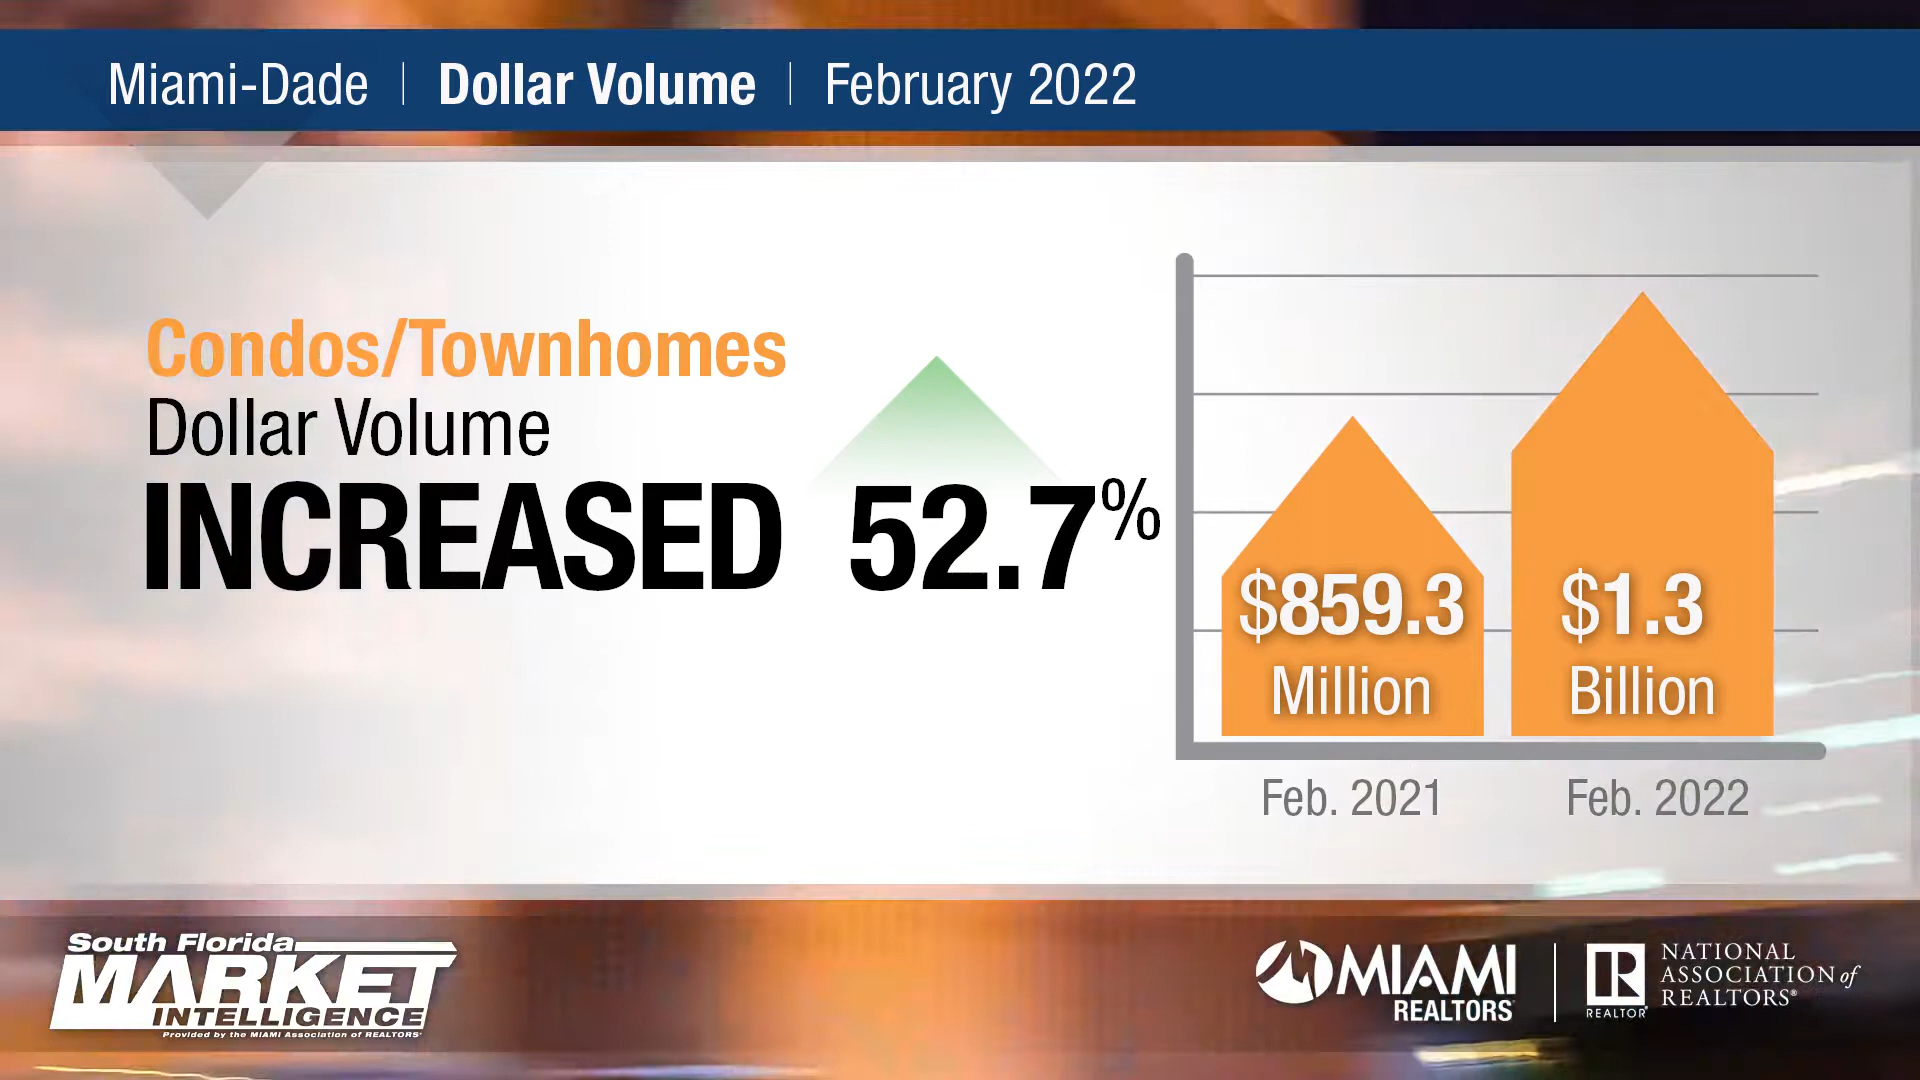 Miami-Dade | Dollar Volume | February 2022
Condos/Townhomes
Dollar Volume
INCREASED 52.7%
$859.3
Million
$1.3
Billion
Feb. 2021
Feb. 2022
South Florida
MARKET
INTELLIGENCE
Provided by the MIAMI Association of REALTORS®
MIAMI
REALTORS®
REALTOR®
NATIONAL
ASSOCIATION of
REALTORS®